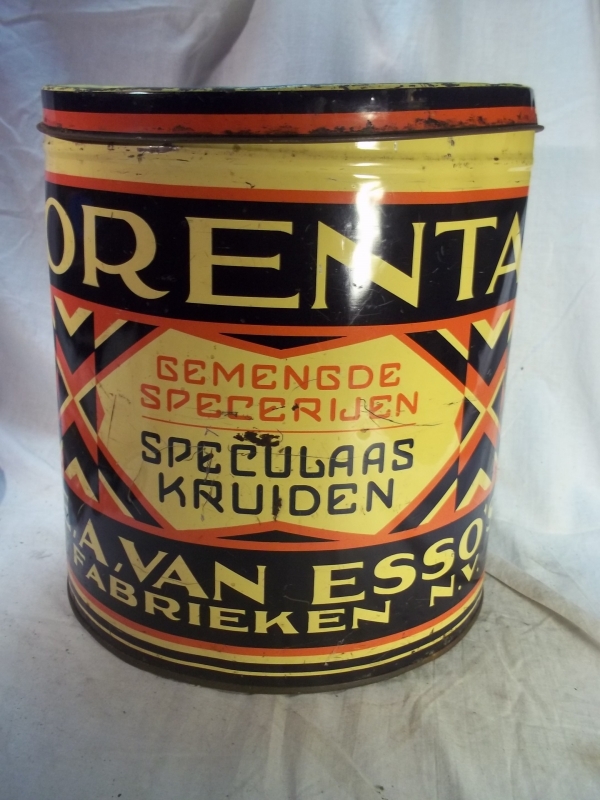 ORENTA
GEMENGDE
SPECERIJEN
SPECULAAS
KRUIDEN
A. VAN ESSO'
FABRIEKEN N.V.